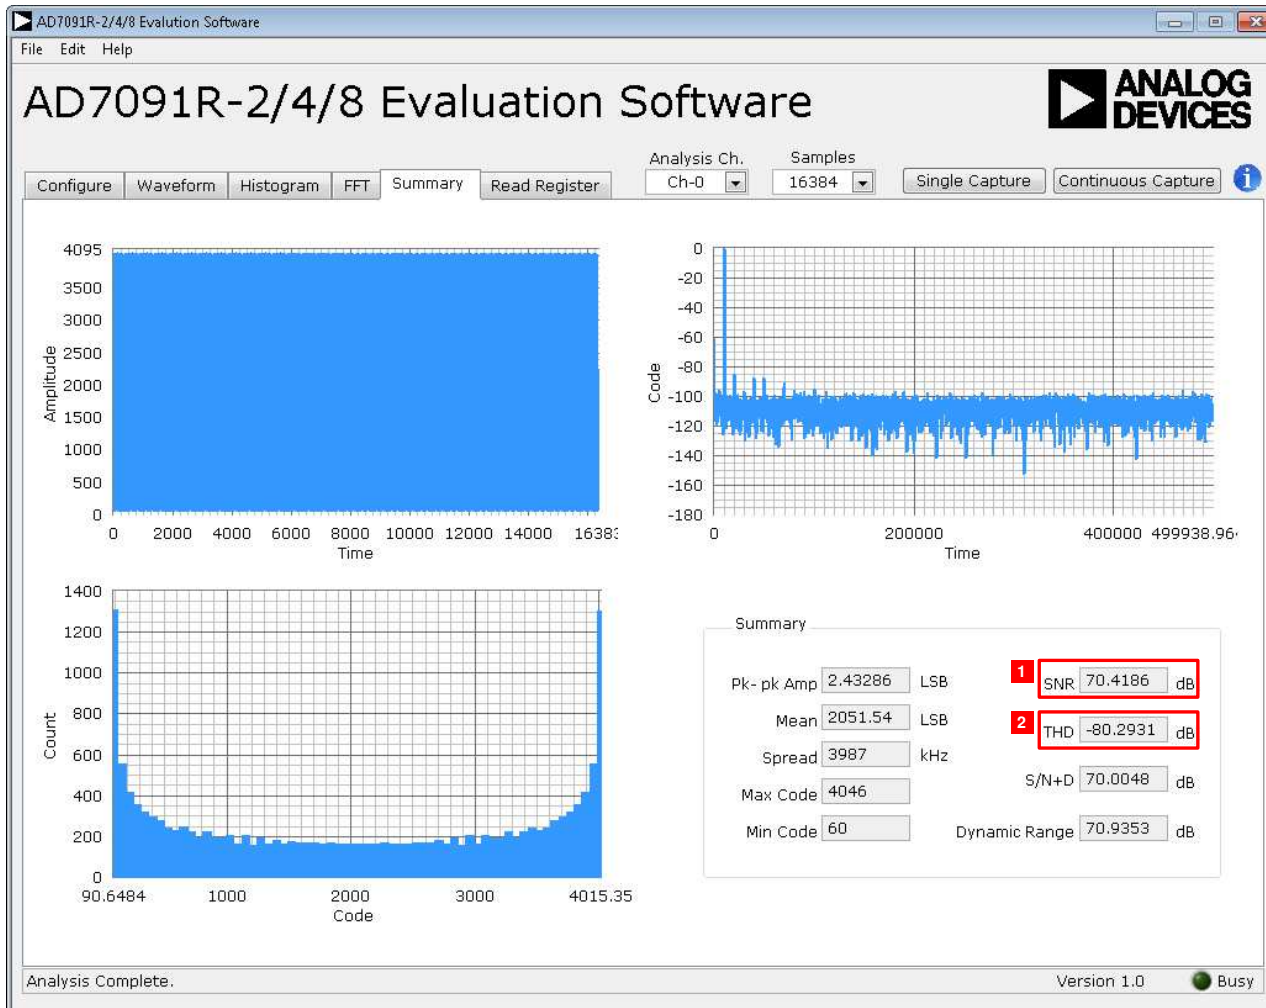 AD7091R-2/4/8 Evalution Software
File Edit Help
AD7091R-2/4/8 Evaluation Software
ANALOG
DEVICES
Analysis Ch. Samples
Configure Waveform Histogram FFT Summary Read Register Ch-0 16384 Single Capture Continuous Capture i
4095
3500
3000
2500
2000
1500
1000
500
0
Amplitude
0 2000 4000 6000 8000 10000 12000 14000 1638
Time
0
-20
-40
-60
-80
-100
-120
-140
-160
-180
Code
0 200000 400000 499938.96
Time
1400
1200
1000
800
600
400
200
0
Count
90.6484 1000 2000 3000 4015.35
Code
Summary
Pk- pk Amp 2.43286 LSB
Mean 2051.54 LSB
Spread 3987 kHz
Max Code 4046
Min Code 60
1 SNR 70.4186 dB
2 THD -80.2931 dB
S/N+D 70.0048 dB
Dynamic Range 70.9353 dB
Analysis Complete. Version 1.0 Busy